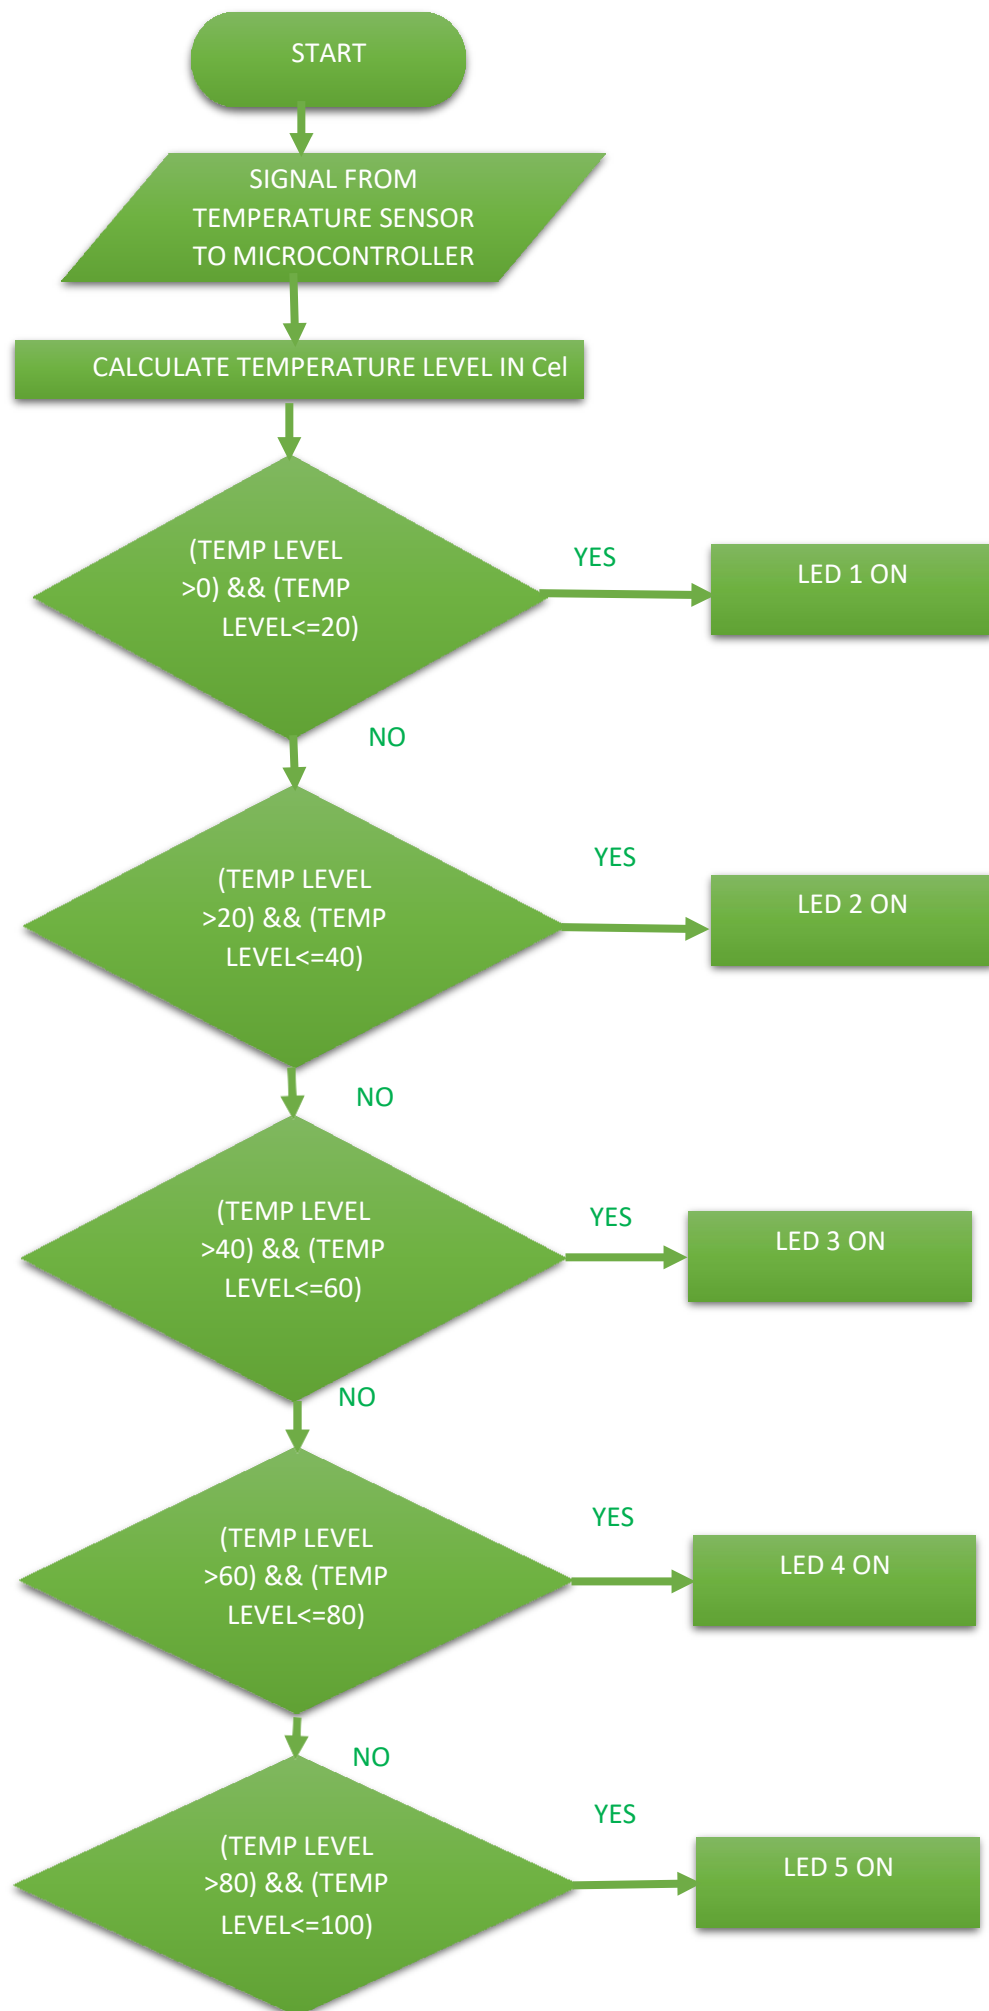 START
SIGNAL FROM
TEMPERATURE SENSOR
TO MICROCONTROLLER
CALCULATE TEMPERATURE LEVEL IN Cel
(TEMP LEVEL
>0) && (TEMP
LEVEL<=20)
YES
LED 1 ON
NO
(TEMP LEVEL
>20) && (TEMP
LEVEL<=40)
YES
LED 2 ON
NO
(TEMP LEVEL
>40) && (TEMP
LEVEL<=60)
YES
LED 3 ON
NO
(TEMP LEVEL
>60) && (TEMP
LEVEL<=80)
YES
LED 4 ON
NO
(TEMP LEVEL
>80) && (TEMP
LEVEL<=100)
YES
LED 5 ON